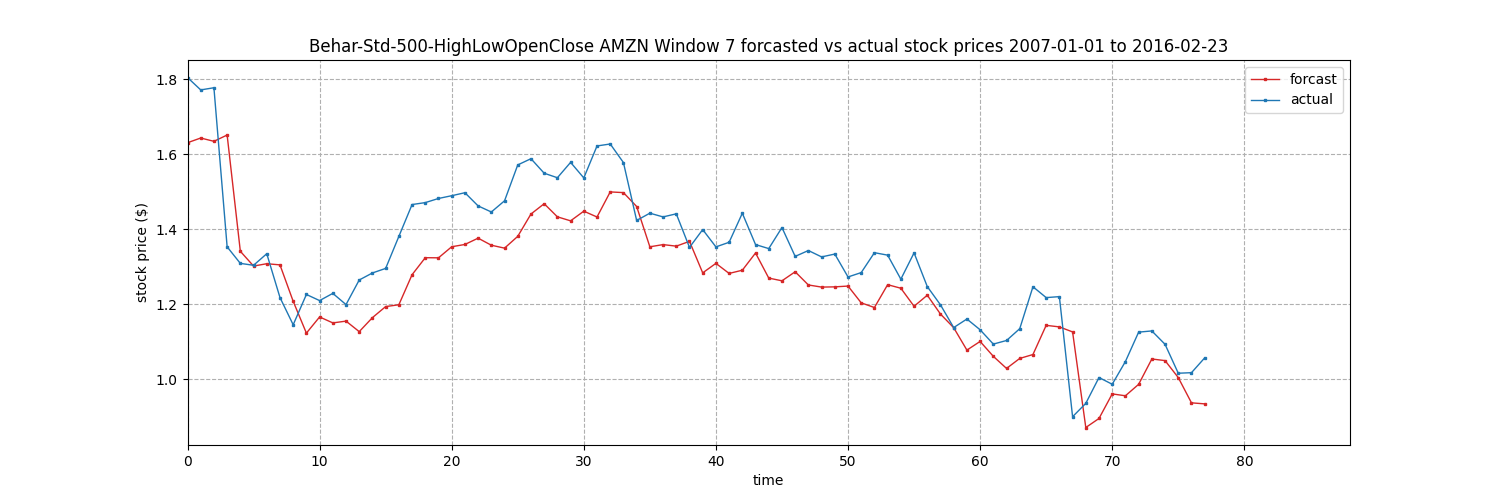 Behar-Std-500-HighLowOpenClose AMZN Window 7 forcasted vs actual stock prices 2007-01-01 to 2016-02-23
forcast
actual
stock price ($)
1.8
1.6
1.4
1.2
1.0
0 10 20 30 40 50 60 70 80
time